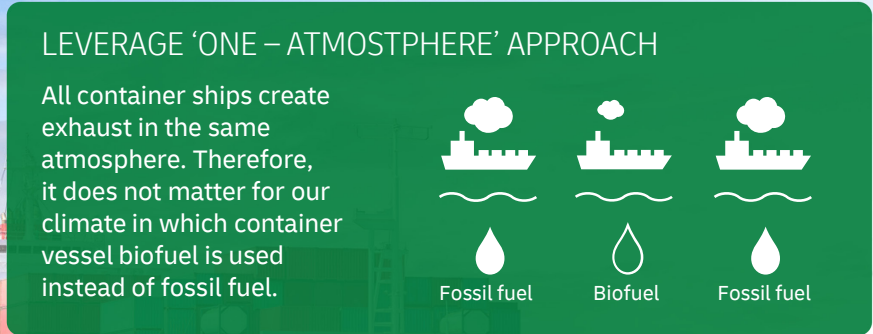 LEVERAGE ‘ONE – ATMOSTPHERE’ APPROACH
All container ships create
exhaust in the same
atmosphere. Therefore,
it does not matter for our
climate in which container
vessel biofuel is used
instead of fossil fuel.
Fossil fuel
Biofuel
Fossil fuel